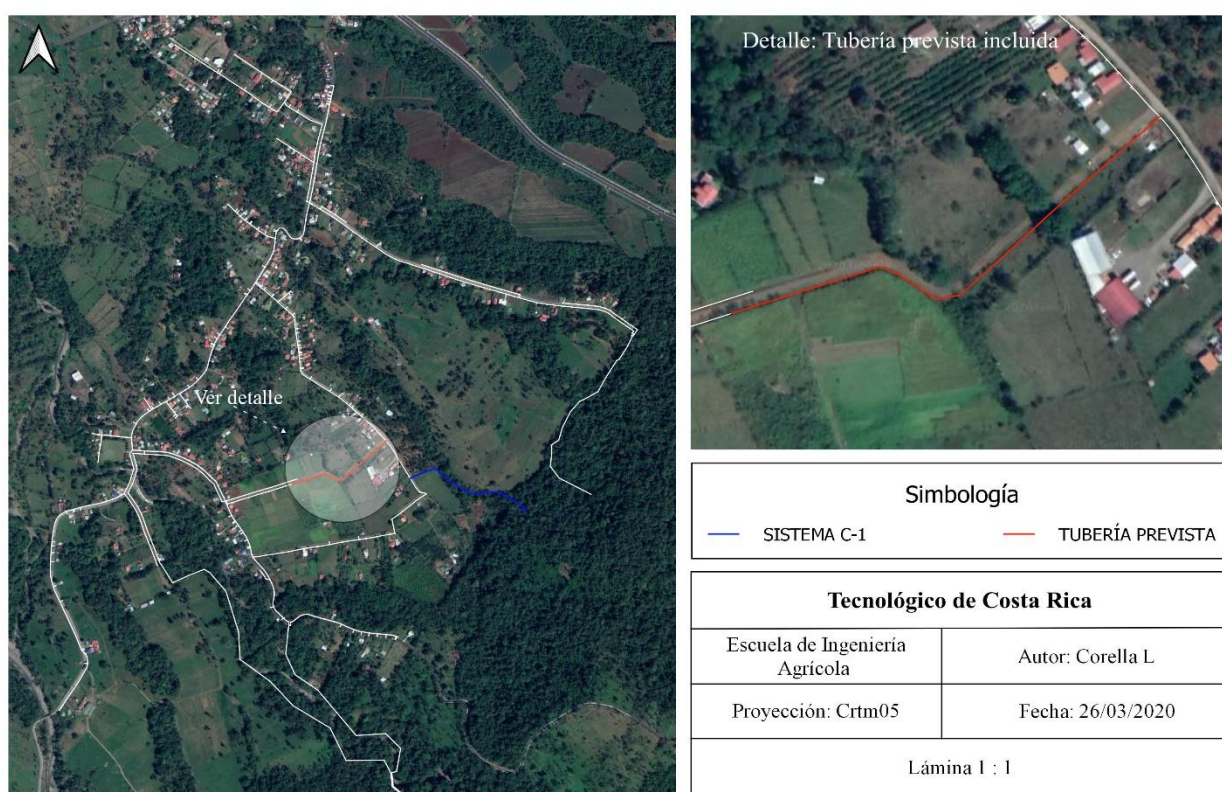 Ver detalle
Detalle: Tubería prevista incluida
Simbología
SISTEMA C-1
TUBERÍA PREVISTA
Tecnológico de Costa Rica
Escuela de Ingeniería
Agrícola
Autor: Corella L
Proyección: Crtm05
Fecha: 26/03/2020
Lámina 1 : 1